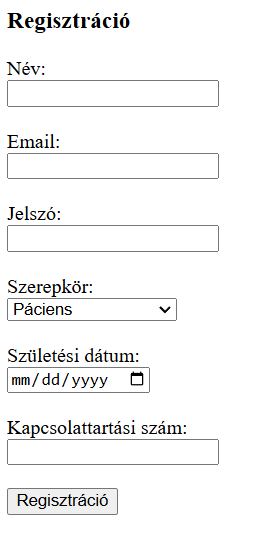 Regisztráció
Név:
Email:
Jelszó:
Szerepkör:
Páciens
Születési dátum:
mm/dd/yyyy
Kapcsolattartási szám:
Regisztráció